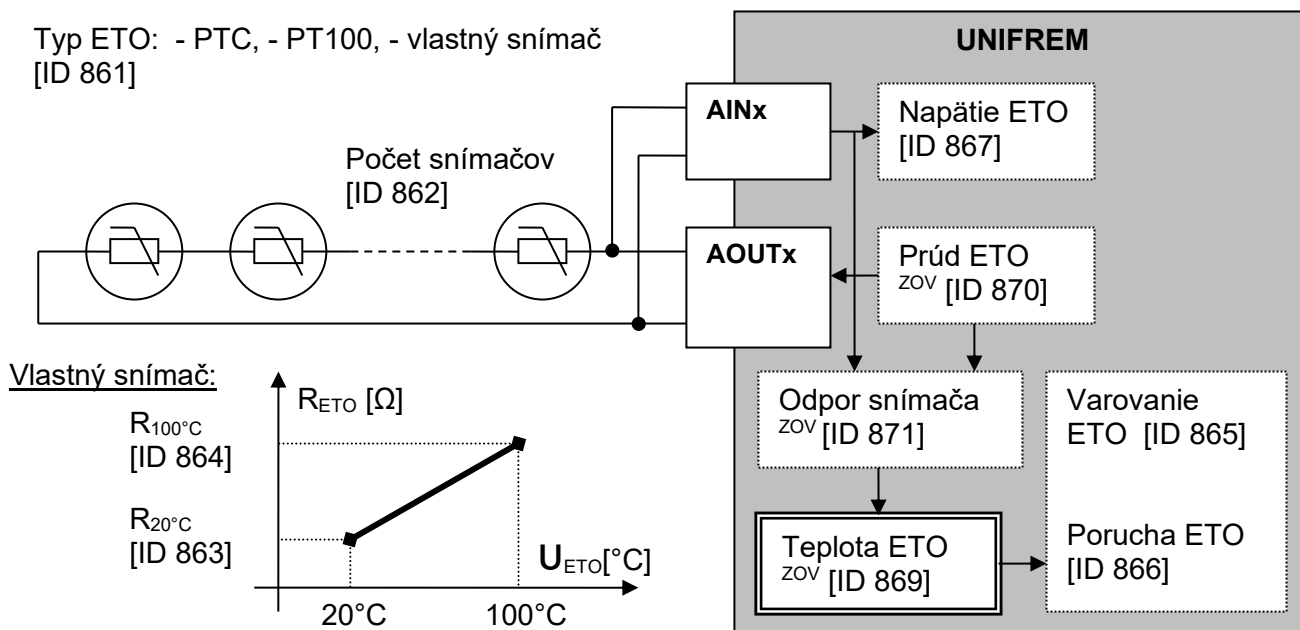 Typ ETO: - PTC, - PT100, - vlastný snímač
[ID 861]
UNIFREM
AINx
Napätie ETO
[ID 867]
Počet snímačov
[ID 862]
AOUTx
Prúd ETO
ZOV [ID 870]
Vlastný snímač:
RETO [Ω]
R100°C
[ID 864]
R20°C
[ID 863]
UETO[°C]
20°C
100°C
Odpor snímača
ZOV [ID 871]
Varovanie
ETO [ID 865]
Teplota ETO
ZOV [ID 869]
Porucha ETO
[ID 866]